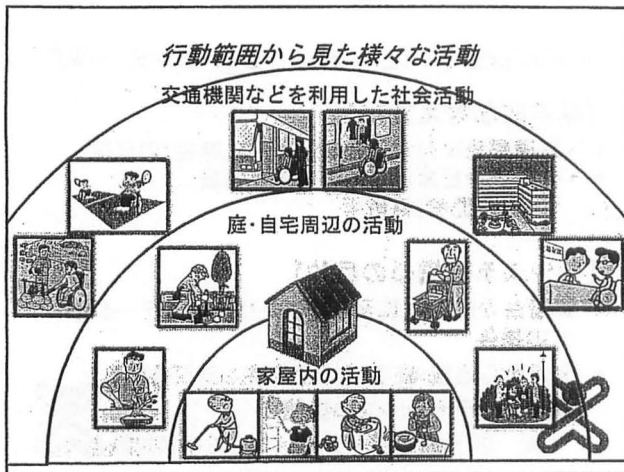 行動範囲から見た様々な活動
交通機関などを利用した社会活動
庭・自宅周辺の活動
家屋内の活動